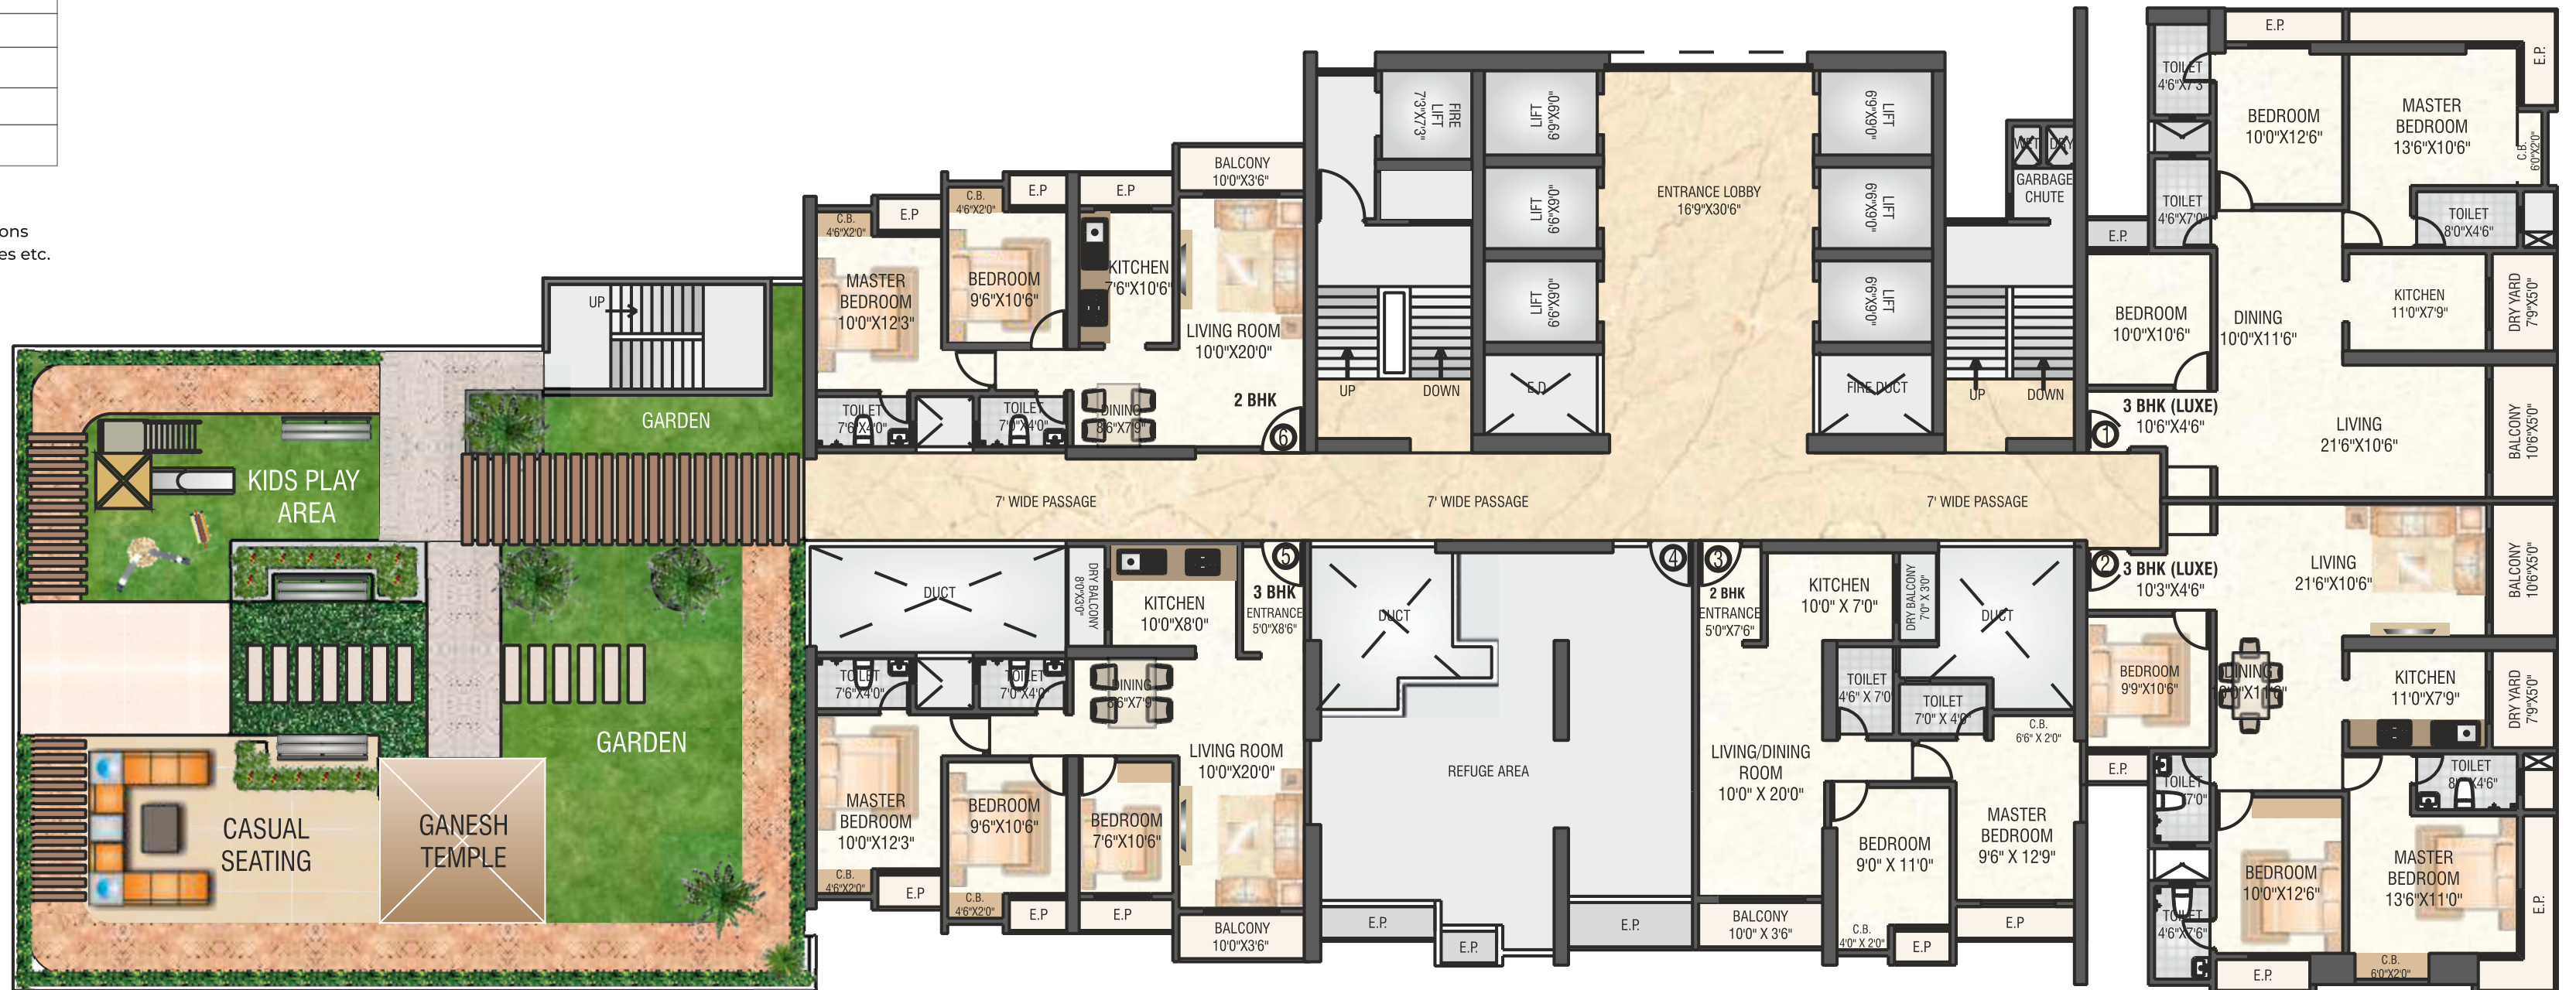 ons
es etc.
UP
GARDEN
KIDS PLAY
AREA
GARDEN
CASUAL
SEATING
GANESH
TEMPLE
C.B.
4'6"X2'0"
E.P
MASTER
BEDROOM
10'0"X12'3"
C.B.
4'6"X2'0"
E.P
BEDROOM
9'6"X10'6"
E.P
KITCHEN
7'6"X10'6"
BALCONY
10'0"X3'6"
LIVING ROOM
10'0"X20'0"
2 BHK
6
TOILET
7'6"X4'0"
TOILET
7'0"X4'0"
DINING
8'6"X7'9"
FIRE
LIFT
7'3"X7'3"
LIFT
6'9"X9'0"
LIFT
6'6"X9'0"
LIFT
6'6"X9'0"
E.D.
UP
DOWN
ENTRANCE LOBBY
16'9"X30'6"
LIFT
6'9"X9'0"
LIFT
6'6"X9'0"
LIFT
6'6"X9'0"
FIRE DUCT
WET
DRY
GARBAGE
CHUTE
UP
DOWN
7' WIDE PASSAGE
7' WIDE PASSAGE
7' WIDE PASSAGE
TOILET
4'6"X7'3
E.P.
E.P.
BEDROOM
10'0"X12'6"
MASTER
BEDROOM
13'6"X10'6"
C.B.
6'0"X2'0"
TOILET
4'6"X7'0"
TOILET
8'0"X4'6"
E.P.
BEDROOM
10'0"X10'6"
DINING
10'0"X11'6"
KITCHEN
11'0"X7'9"
DRY YARD
7'9"X5'0"
3 BHK (LUXE)
10'6"X4'6"
1
LIVING
21'6"X10'6"
BALCONY
10'6"X5'0"
DUCT
DRY BALCONY
8'0"X3'0"
KITCHEN
10'0"X8'0"
5
3 BHK
ENTRANCE
5'0"X8'6"
TOILET
7'6"X4'0"
TOILET
7'0"X4'0"
DINING
8'6"X7'9"
MASTER
BEDROOM
10'0"X12'3"
C.B.
4'6"X2'0"
E.P
BEDROOM
9'6"X10'6"
C.B.
4'6"X2'0"
E.P
BEDROOM
7'6"X10'6"
E.P
LIVING ROOM
10'0"X20'0"
BALCONY
10'0"X3'6"
DUCT
4
REFUGE AREA
E.P.
E.P.
E.P.
3
2 BHK
ENTRANCE
5'0"X7'6"
KITCHEN
10'0" X 7'0"
DRY BALCONY
7'0" X 3'0"
DUCT
TOILET
4'6" X 7'0"
TOILET
C.B.
6'6" X 2'0"
LIVING/DINING
ROOM
10'0" X 20'0"
BALCONY
10'0" X 3'6"
BEDROOM
9'0" X 11'0"
C.B.
4'0" X 2'0"
E.P
MASTER
BEDROOM
9'6" X 12'9"
E.P
2
3 BHK (LUXE)
10'3"X4'6"
LIVING
21'6"X10'6"
BALCONY
10'6"X5'0"
BEDROOM
9'9"X10'6"
DINING
KITCHEN
11'0"X7'9"
DRY YARD
7'9"X5'0"
E.P.
TOILET
TOILET
BEDROOM
10'0"X12'6"
MASTER
BEDROOM
13'6"X11'0"
TOILET
4'6"X7'6"
E.P.
C.B.
6'0"X2'0"
E.P.